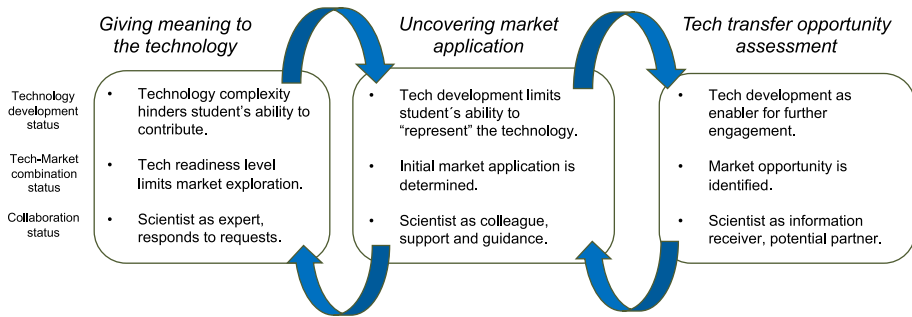 Giving meaning to
the technology
Uncovering market
application
Tech transfer opportunity
assessment
Technology
development
status
• Technology complexity
hinders student’s ability to
contribute.
• Tech development limits
student´s ability to
“represent” the technology.
• Tech development as
enabler for further
engagement.
Tech-Market
combination
status
• Tech readiness level
limits market exploration.
• Initial market application is
determined.
• Market opportunity is
identified.
Collaboration
status
• Scientist as expert,
responds to requests.
• Scientist as colleague,
support and guidance.
• Scientist as information
receiver, potential partner.